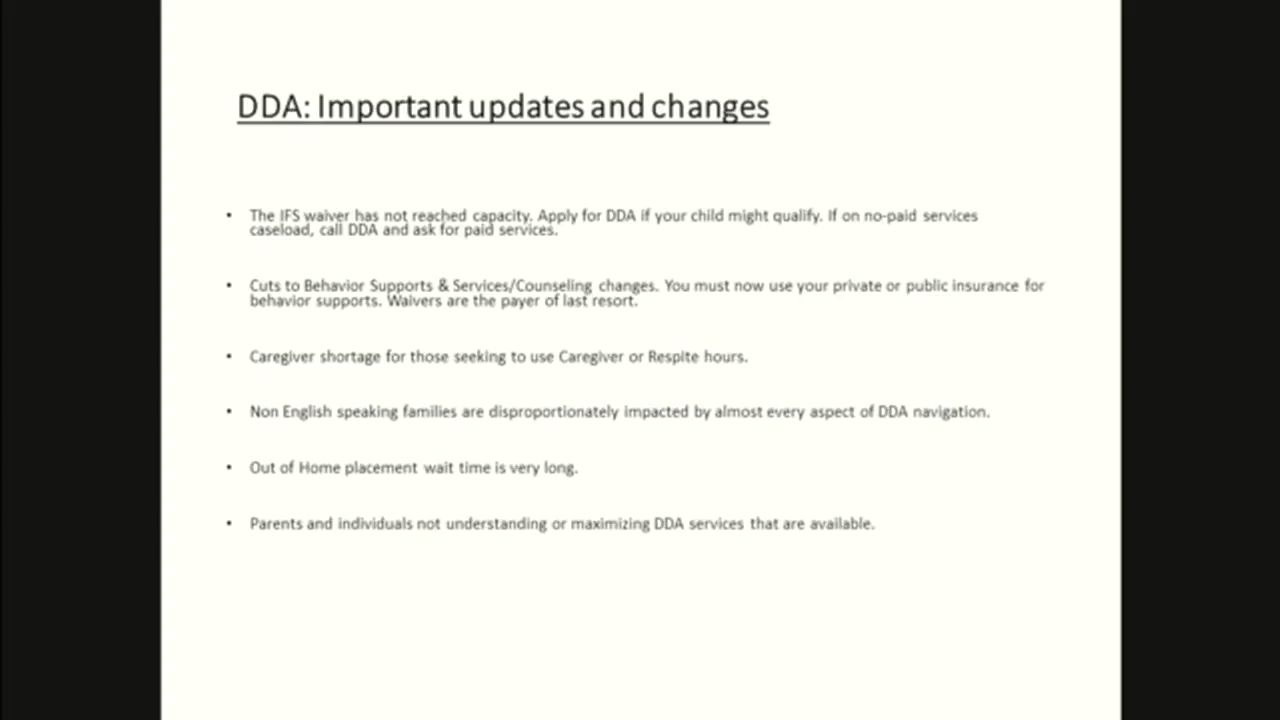 DDA: Important updates and changes
• The IFS waiver has not reached capacity. Apply for DDA if your child might qualify. If on no-paid services
caseload, call DDA and ask for paid services.
• Cuts to Behavior Supports & Services/Counseling changes. You must now use your private or public insurance for
behavior supports. Waivers are the payer of last resort.
• Caregiver shortage for those seeking to use Caregiver or Respite hours.
• Non English speaking families are disproportionately impacted by almost every aspect of DDA navigation.
• Out of Home placement wait time is very long.
• Parents and individuals not understanding or maximizing DDA services that are available.